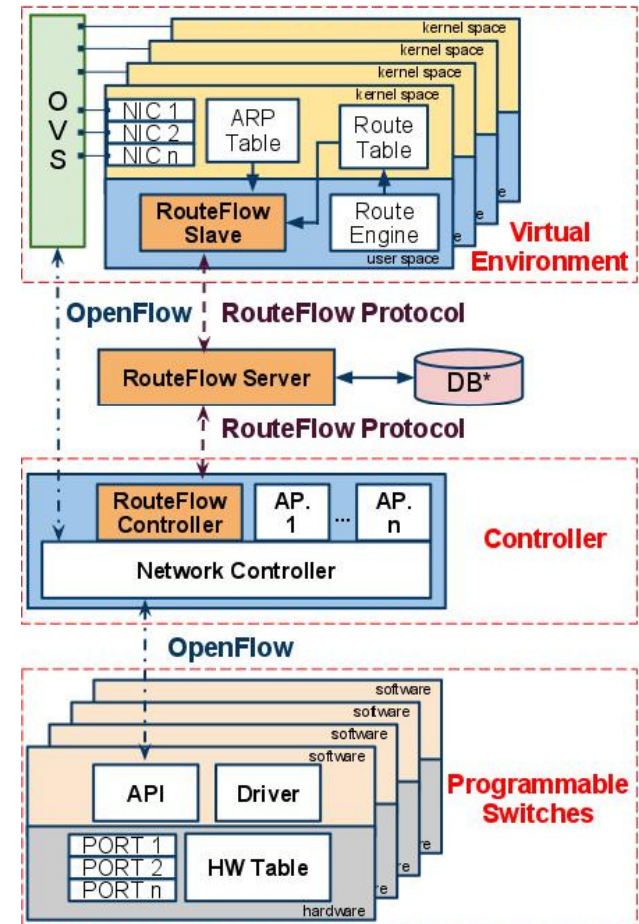 kernel space
kernel space
kernel space
kernel space
O
V
S
NIC 1
NIC 2
NIC n
ARP
Table
Route
Table
RouteFlow
Slave
Route
Engine
user space
e
e
e
Virtual
Environment
OpenFlow
RouteFlow Protocol
RouteFlow Server
DB*
RouteFlow Protocol
RouteFlow
Controller
AP.
1
...
AP.
n
Network Controller
Controller
OpenFlow
software
software
software
software
API
Driver
PORT 1
PORT 2
PORT n
HW Table
hardware
re
re
re
Programmable
Switches